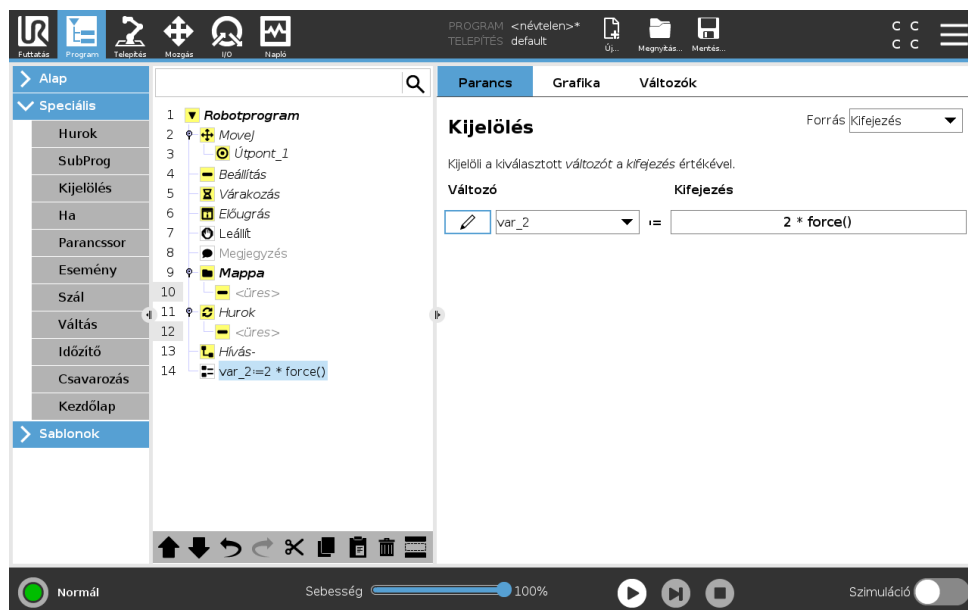 PROGRAM <névtelen>*
TELEPÍTÉS default
Futtatás Program Telepítés Mozgás I/O Napló
Új... Megnyitás... Mentés...
C C
C C
Alap
Speciális
Hurok
SubProg
Kijelölés
Ha
Parancssor
Esemény
Szál
Váltás
Időzítő
Csavarozás
Kezdőlap
Sablonok
1 Robotprogram
2 MoveJ
3 Útpont_1
4 Beállítás
5 Várakozás
6 Előugrás
7 Leállít
8 Megjegyzés
9 Mappa
10 <üres>
11 Hurok
12 <üres>
13 Hívás-
14 var_2:=2 * force()
Parancs Grafika Változók
Kijelölés
Forrás Kifejezés
Kijelöli a kiválasztott változót a kifejezés értékével.
Változó Kifejezés
var_2 := 2 * force()
Normál
Sebesség 100%
Szimuláció